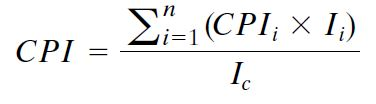 CPI = \frac{\sum_{i=1}^{n} (CPI_i \times I_i)}{I_c}